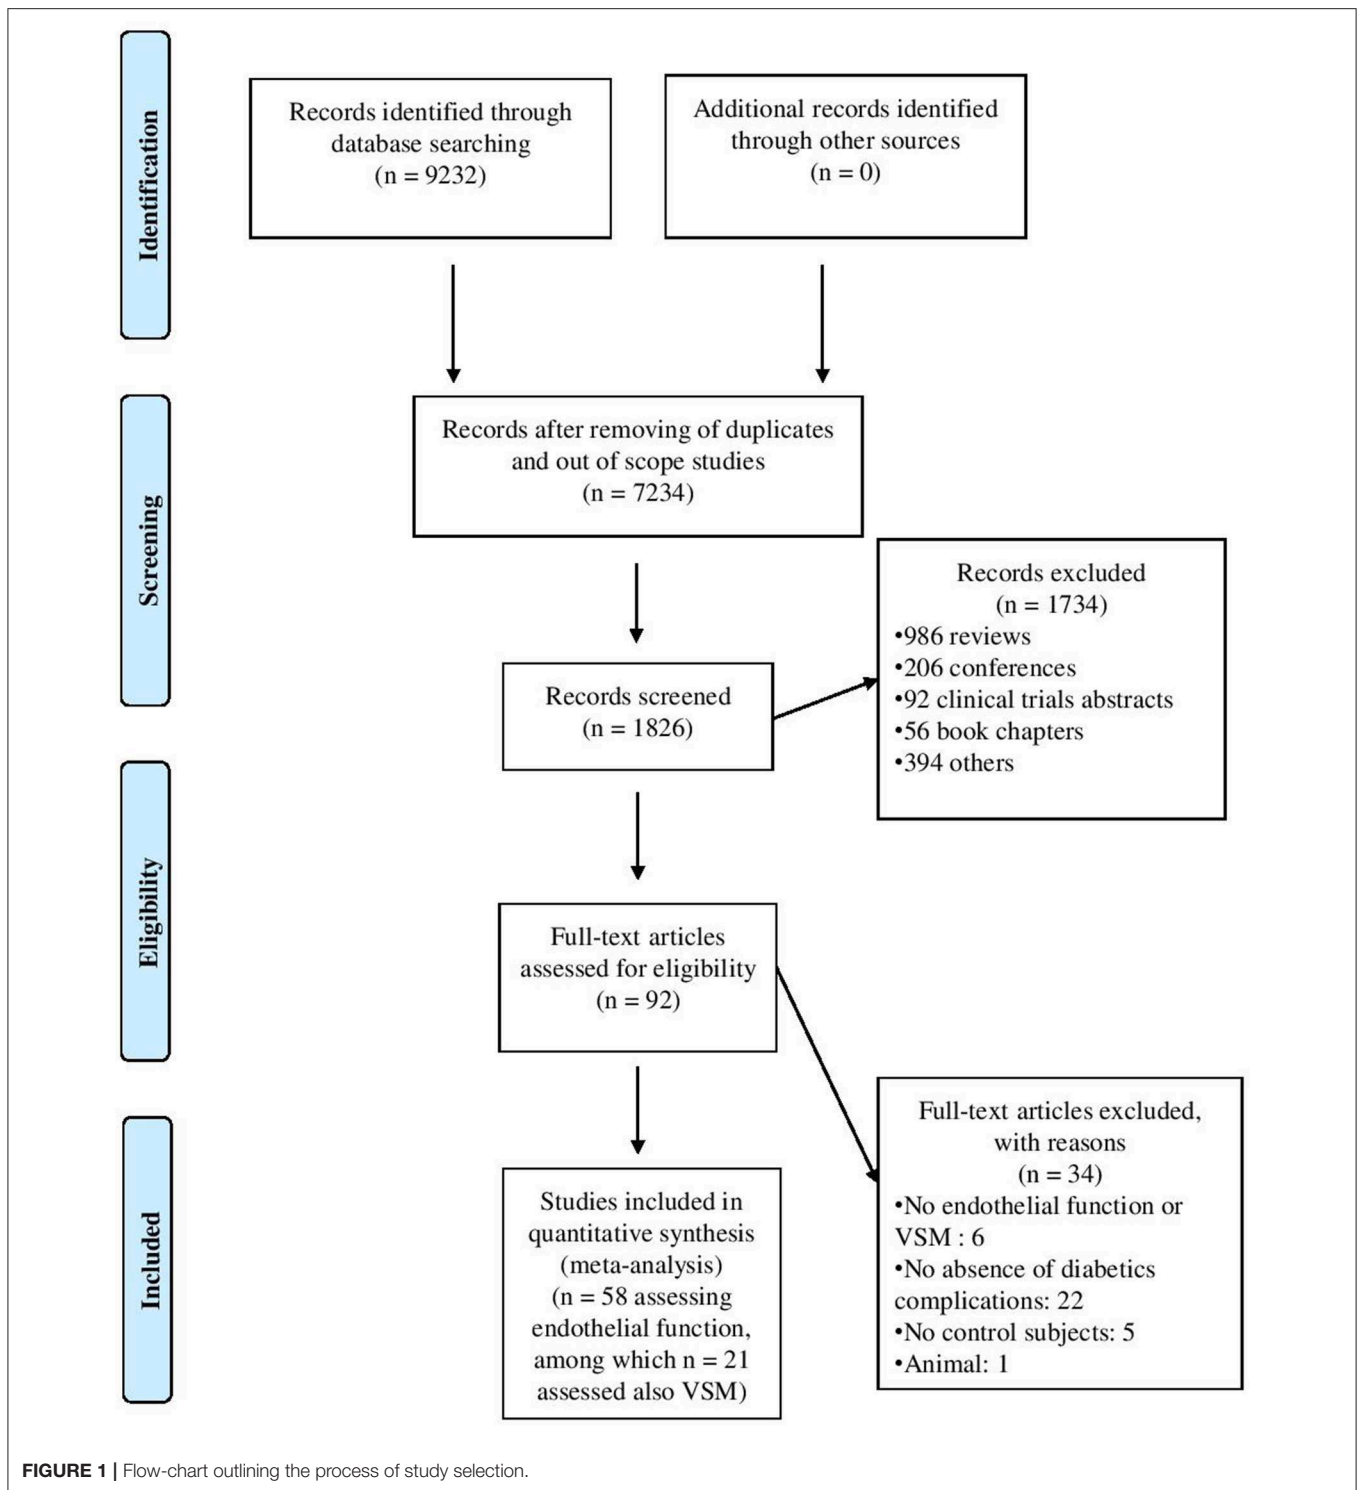 Identification
Records identified through
database searching
(n = 9232)
Additional records identified
through other sources
(n = 0)
Screening
Records after removing of duplicates
and out of scope studies
(n = 7234)
Records screened
(n = 1826)
Records excluded
(n = 1734)
•986 reviews
•206 conferences
•92 clinical trials abstracts
•56 book chapters
•394 others
Eligibility
Full-text articles
assessed for eligibility
(n = 92)
Full-text articles excluded,
with reasons
(n = 34)
•No endothelial function or
VSM : 6
•No absence of diabetics
complications: 22
•No control subjects: 5
•Animal: 1
Included
Studies included in
quantitative synthesis
(meta-analysis)
(n = 58 assessing
endothelial function,
among which n = 21
assessed also VSM)
FIGURE 1 | Flow-chart outlining the process of study selection.